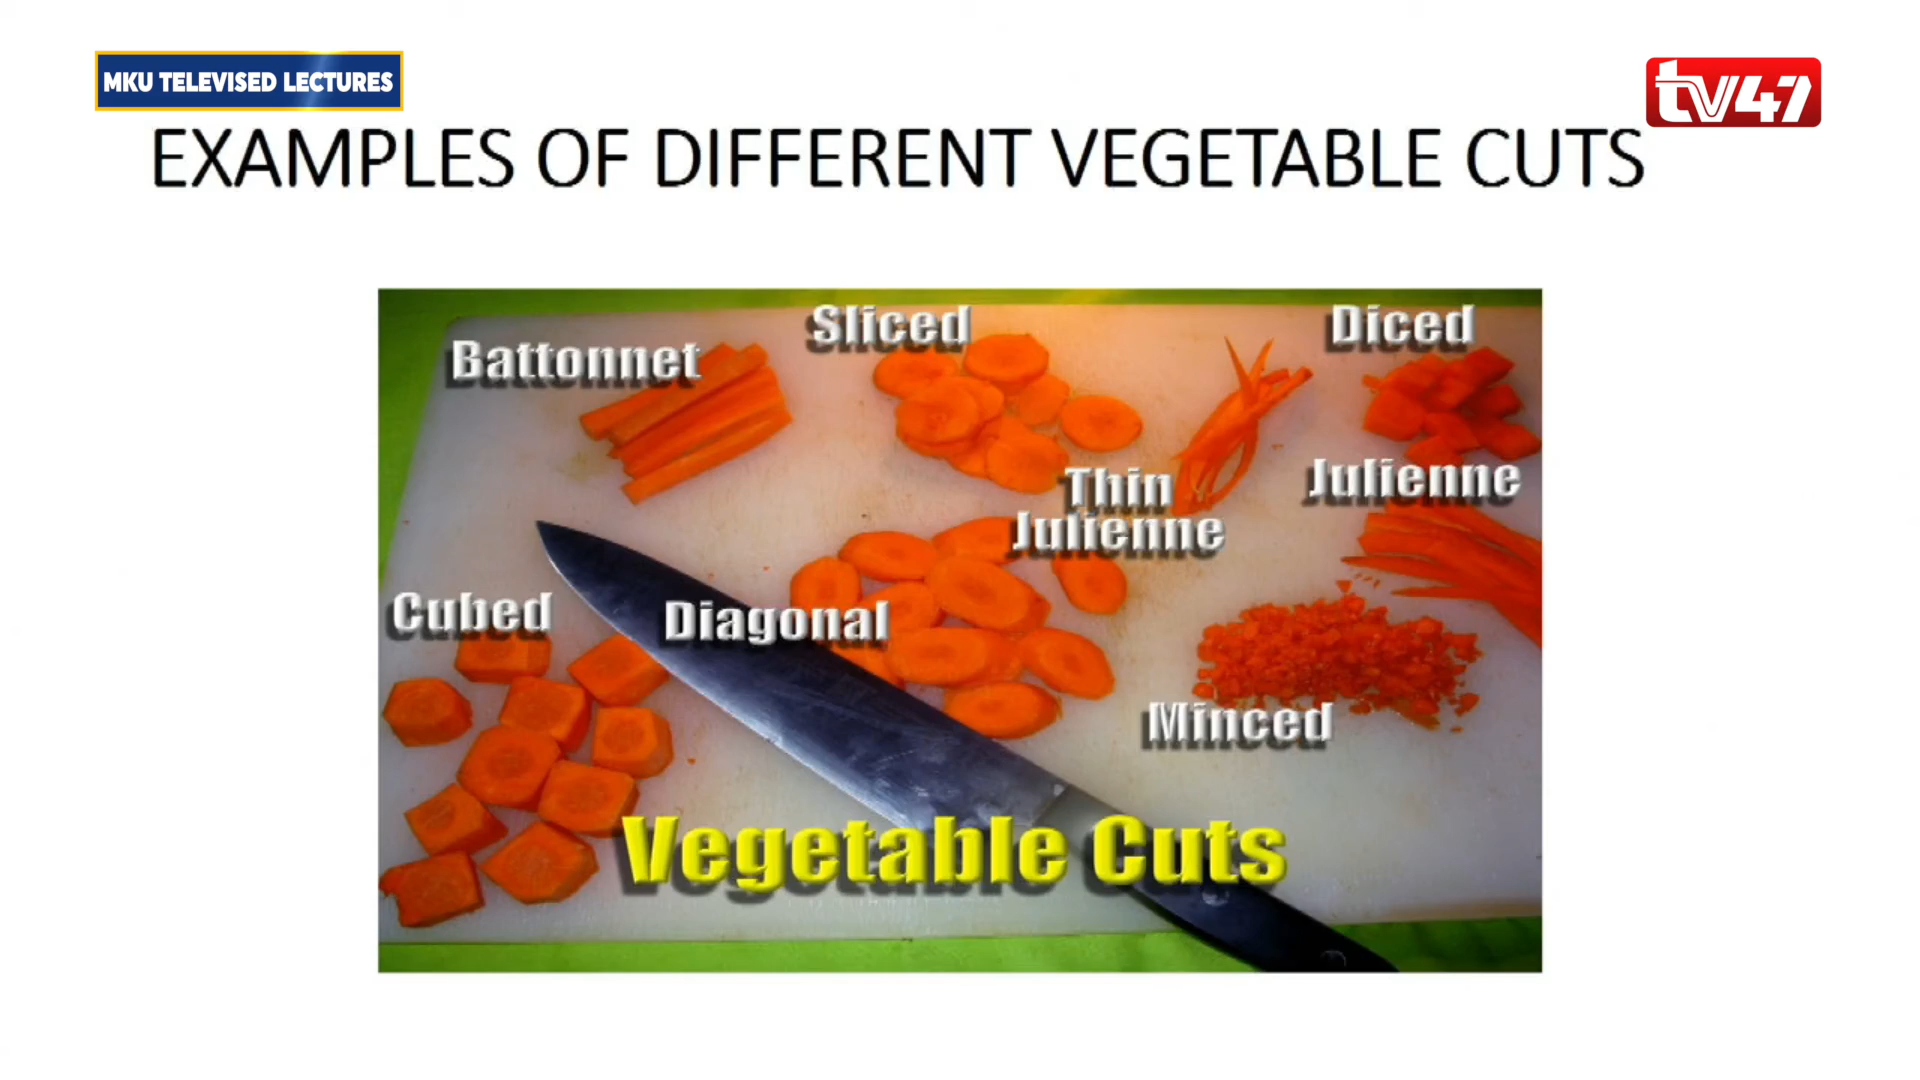 MKU TELEVISED LECTURES
tv47
EXAMPLES OF DIFFERENT VEGETABLE CUTS
Sliced
Diced
Battonnet
Thin
Julienne
Julienne
Cubed
Diagonal
Minced
Vegetable Cuts